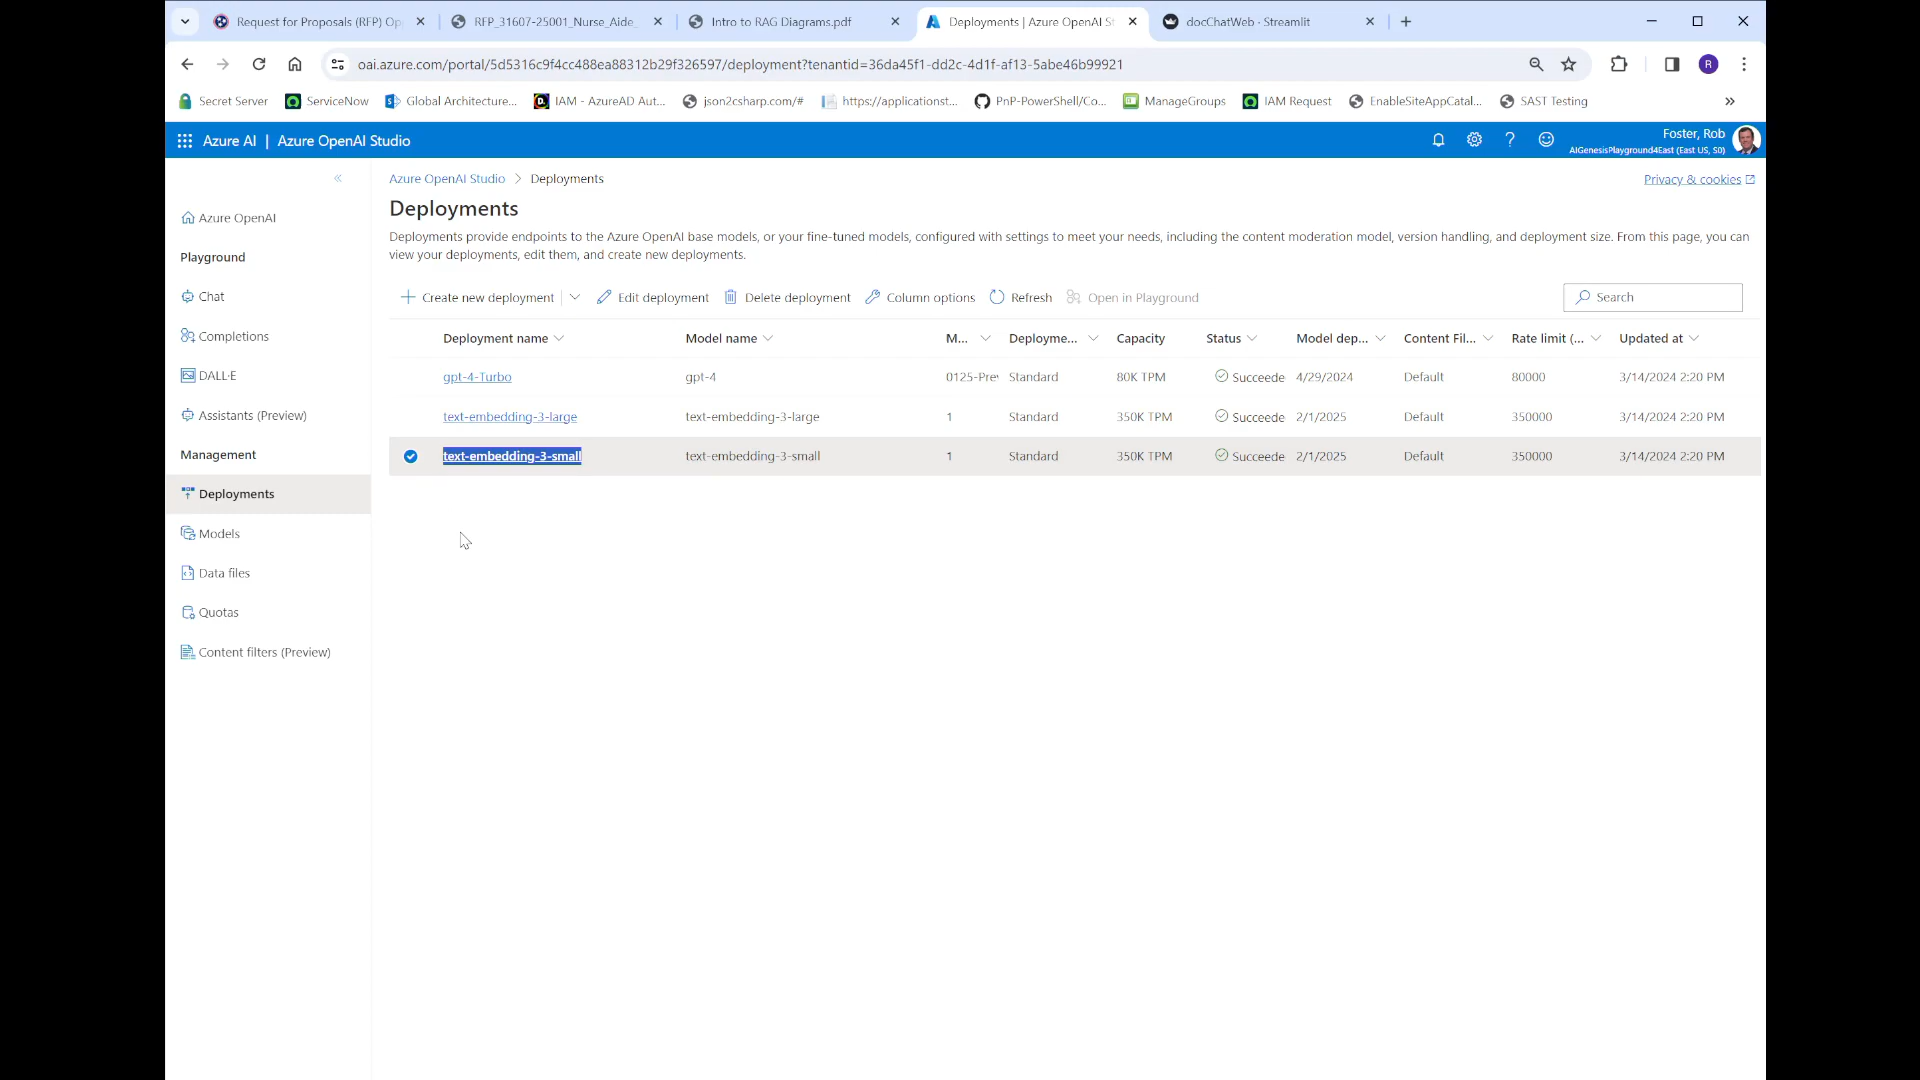 Request for Proposals (RFP) Op
RFP_31607-25001_Nurse_Aide_
Intro to RAG Diagrams.pdf
Deployments | Azure OpenAI St
docChatWeb · Streamlit
oai.azure.com/portal/5d5316c9f4cc488ea88312b29f326597/deployment?tenantid=36da45f1-dd2c-4d1f-af13-5abe46b99921
R
Secret Server
ServiceNow
Global Architecture...
IAM - AzureAD Aut...
json2csharp.com/#
https://applicationst...
PnP-PowerShell/Co...
ManageGroups
IAM Request
EnableSiteAppCatal...
SAST Testing
Azure AI | Azure OpenAI Studio
Foster, Rob
AIGenesisPlayground4East (East US, S0)
Azure OpenAI
Playground
Chat
Completions
DALL·E
Assistants (Preview)
Management
Deployments
Models
Data files
Quotas
Content filters (Preview)
Azure OpenAI Studio > Deployments
Privacy & cookies
Deployments
Deployments provide endpoints to the Azure OpenAI base models, or your fine-tuned models, configured with settings to meet your needs, including the content moderation model, version handling, and deployment size. From this page, you can
view your deployments, edit them, and create new deployments.
Create new deployment
Edit deployment
Delete deployment
Column options
Refresh
Open in Playground
Search
Deployment name Model name M... Deployme... Capacity Status Model dep... Content Fil... Rate limit (... Updated at
gpt-4-Turbo gpt-4 0125-Prev Standard 80K TPM Succeede 4/29/2024 Default 80000 3/14/2024 2:20 PM
text-embedding-3-large text-embedding-3-large 1 Standard 350K TPM Succeede 2/1/2025 Default 350000 3/14/2024 2:20 PM
text-embedding-3-small text-embedding-3-small 1 Standard 350K TPM Succeede 2/1/2025 Default 350000 3/14/2024 2:20 PM